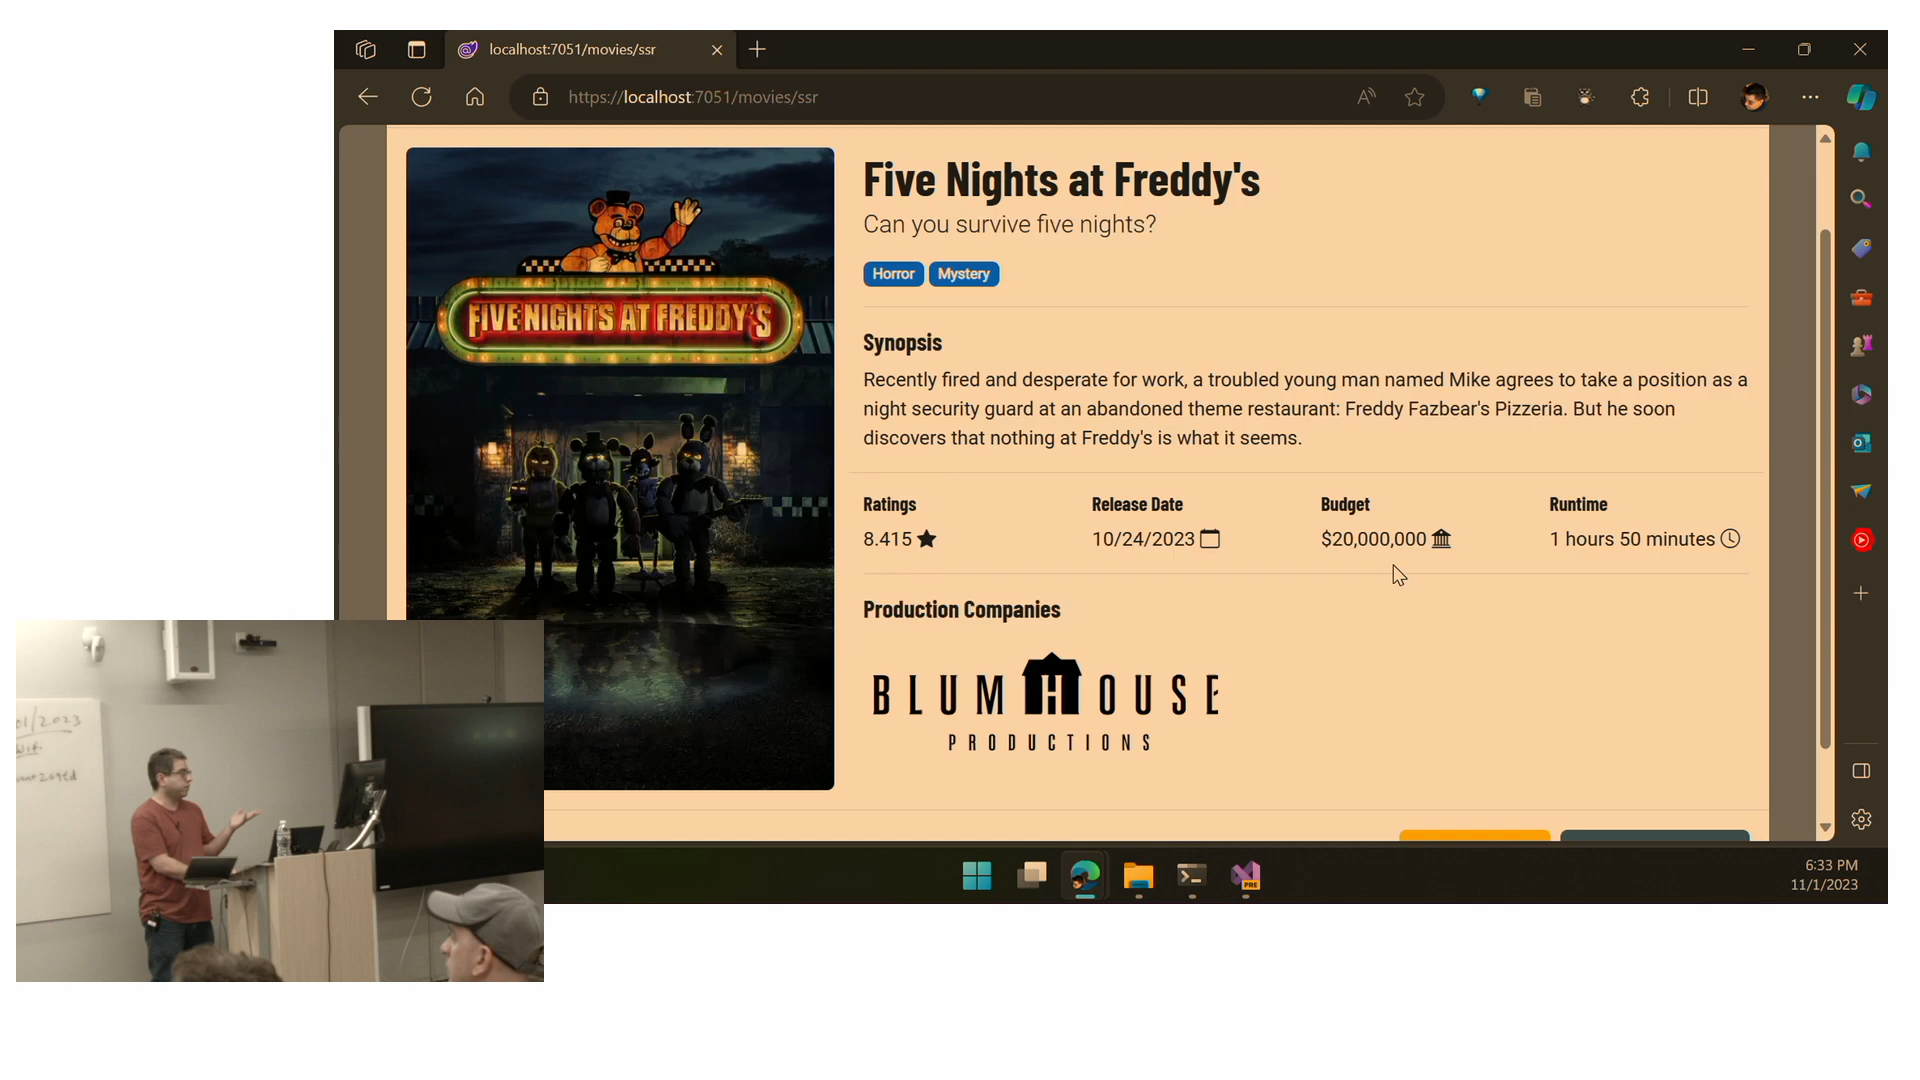 localhost:7051/movies/ssr
https://localhost:7051/movies/ssr
FIVE NIGHTS AT FREDDY'S
Five Nights at Freddy's
Can you survive five nights?
Horror Mystery
Synopsis
Recently fired and desperate for work, a troubled young man named Mike agrees to take a position as a
night security guard at an abandoned theme restaurant: Freddy Fazbear's Pizzeria. But he soon
discovers that nothing at Freddy's is what it seems.
Ratings Release Date Budget Runtime
8.415 10/24/2023 $20,000,000 1 hours 50 minutes
Production Companies
BLUMHOUSE
PRODUCTIONS
PRE
6:33 PM
11/1/2023
01/2023